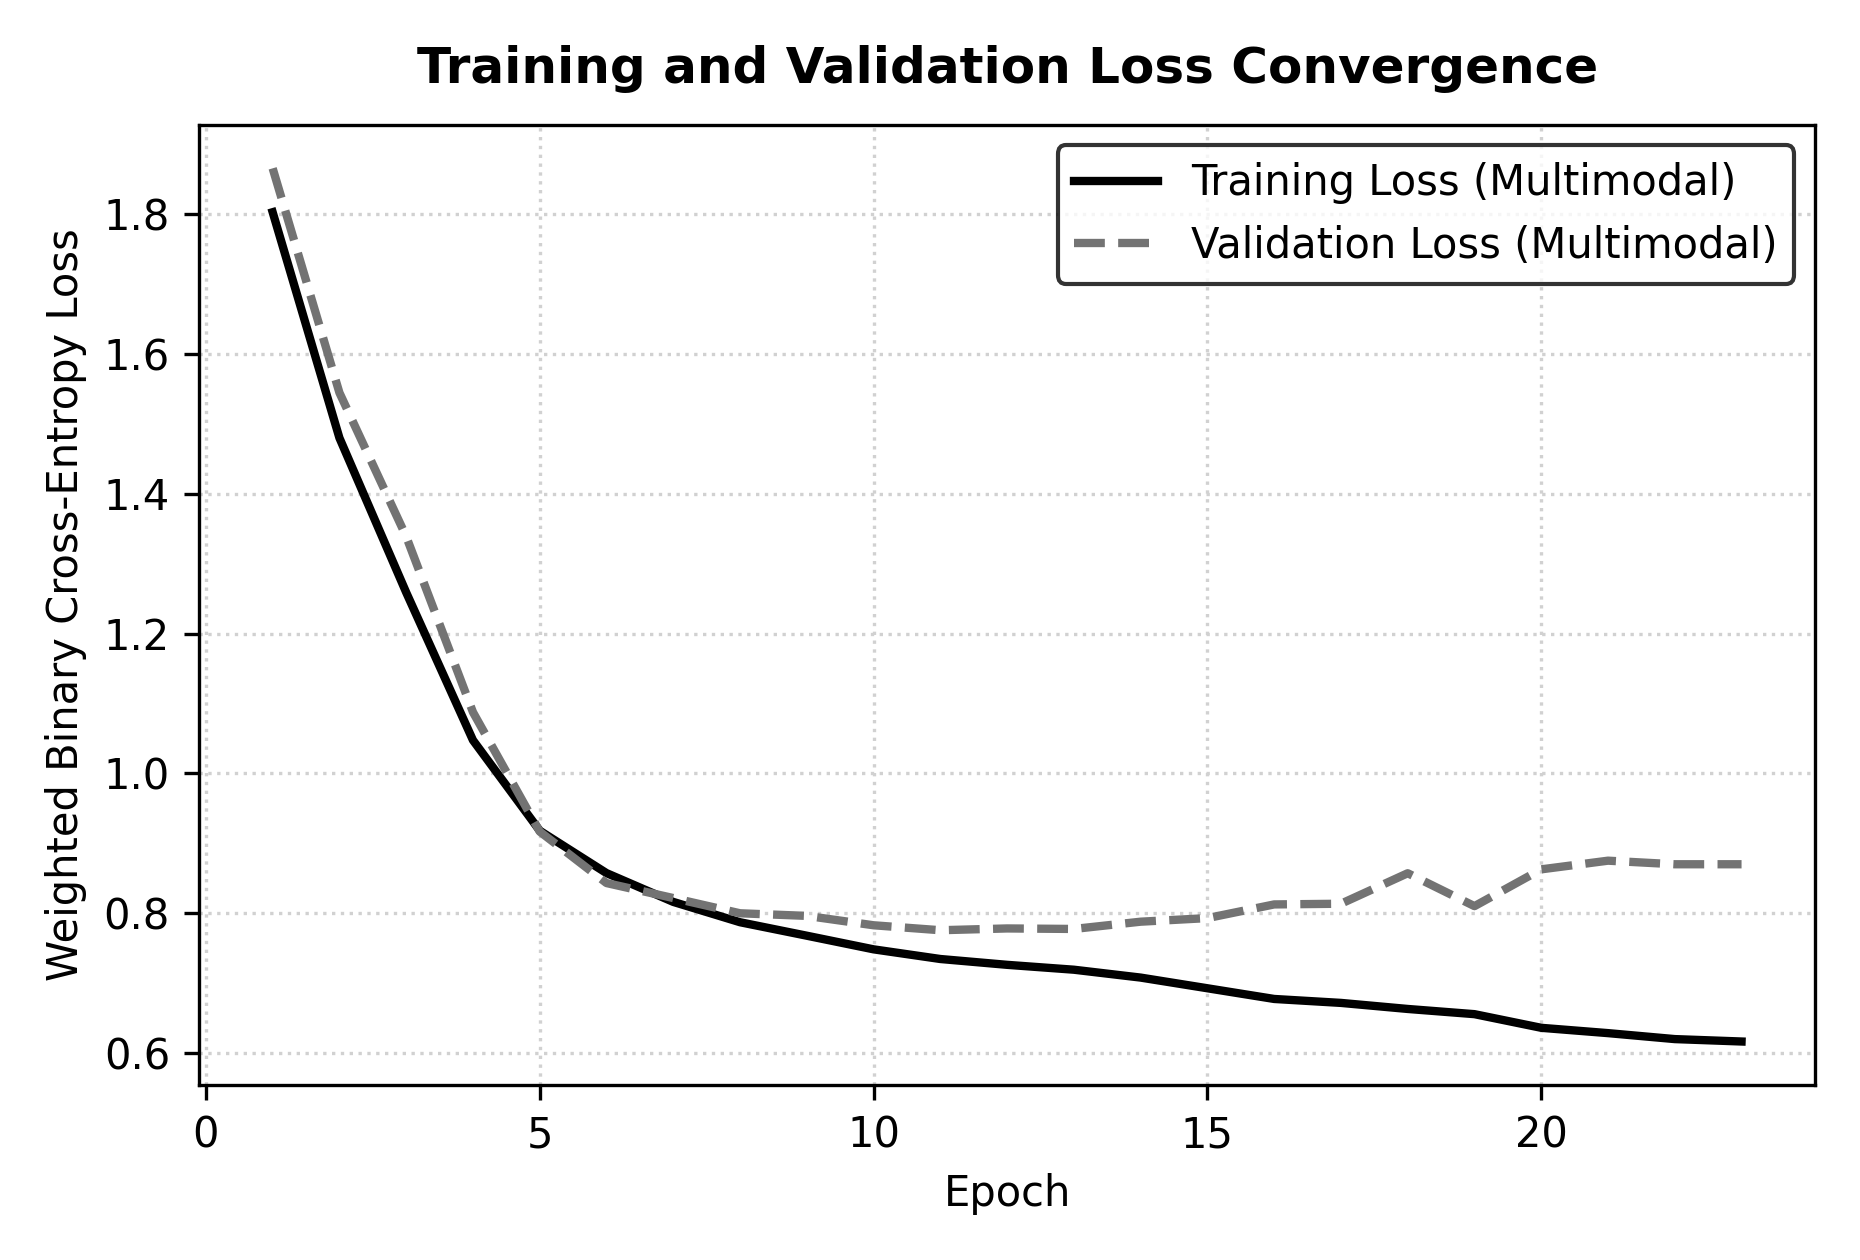 Training and Validation Loss Convergence
Training Loss (Multimodal)
Validation Loss (Multimodal)
Weighted Binary Cross-Entropy Loss
1.8
1.6
1.4
1.2
1.0
0.8
0.6
0 5 10 15 20
Epoch